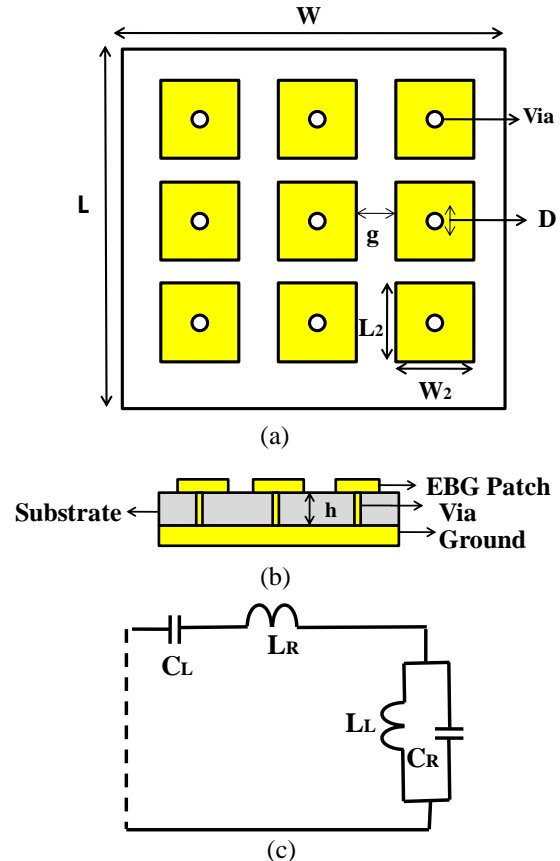 W
L
Via
D
g
L2
W2
(a)
EBG Patch
Substrate
h
Via
Ground
(b)
CL
LR
LL
CR
(c)